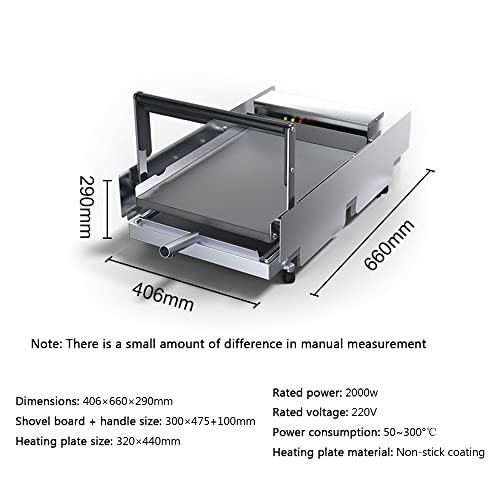 290mm
406mm
660mm
Note: There is a small amount of difference in manual measurement
Dimensions: 406×660×290mm
Shovel board + handle size: 300×475+100mm
Heating plate size: 320×440mm
Rated power: 2000w
Rated voltage: 220V
Power consumption: 50~300°℃
Heating plate material: Non-stick coating